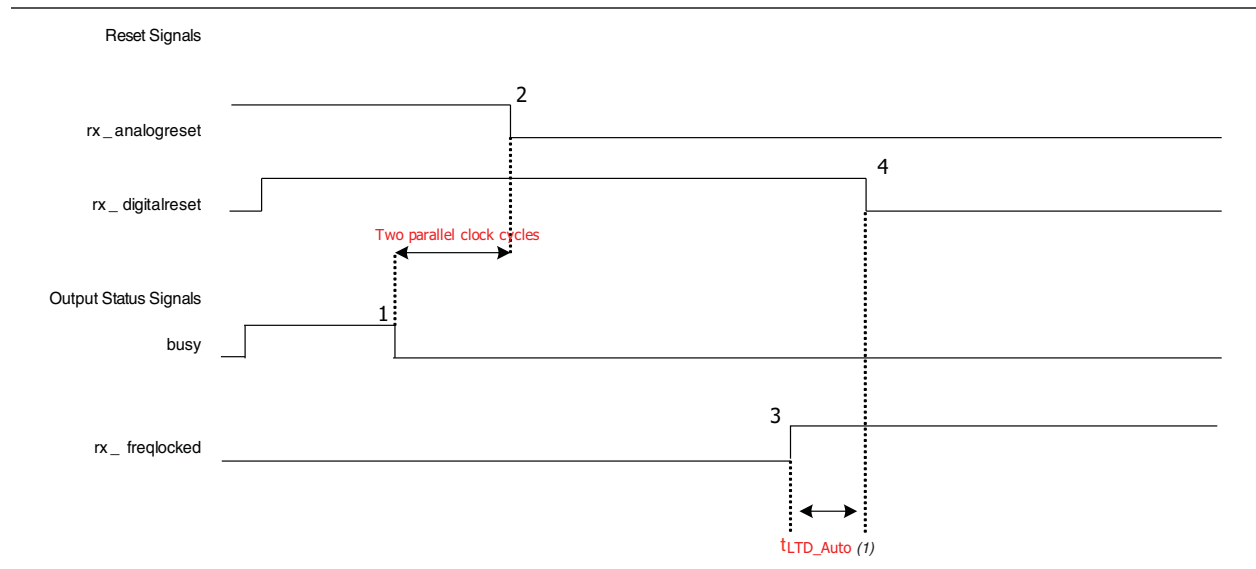 Reset Signals
2
rx _ analogreset
4
rx _ digitalreset
Two parallel clock cycles
Output Status Signals
1
busy
3
rx _ freqlocked
tLTD_Auto (1)